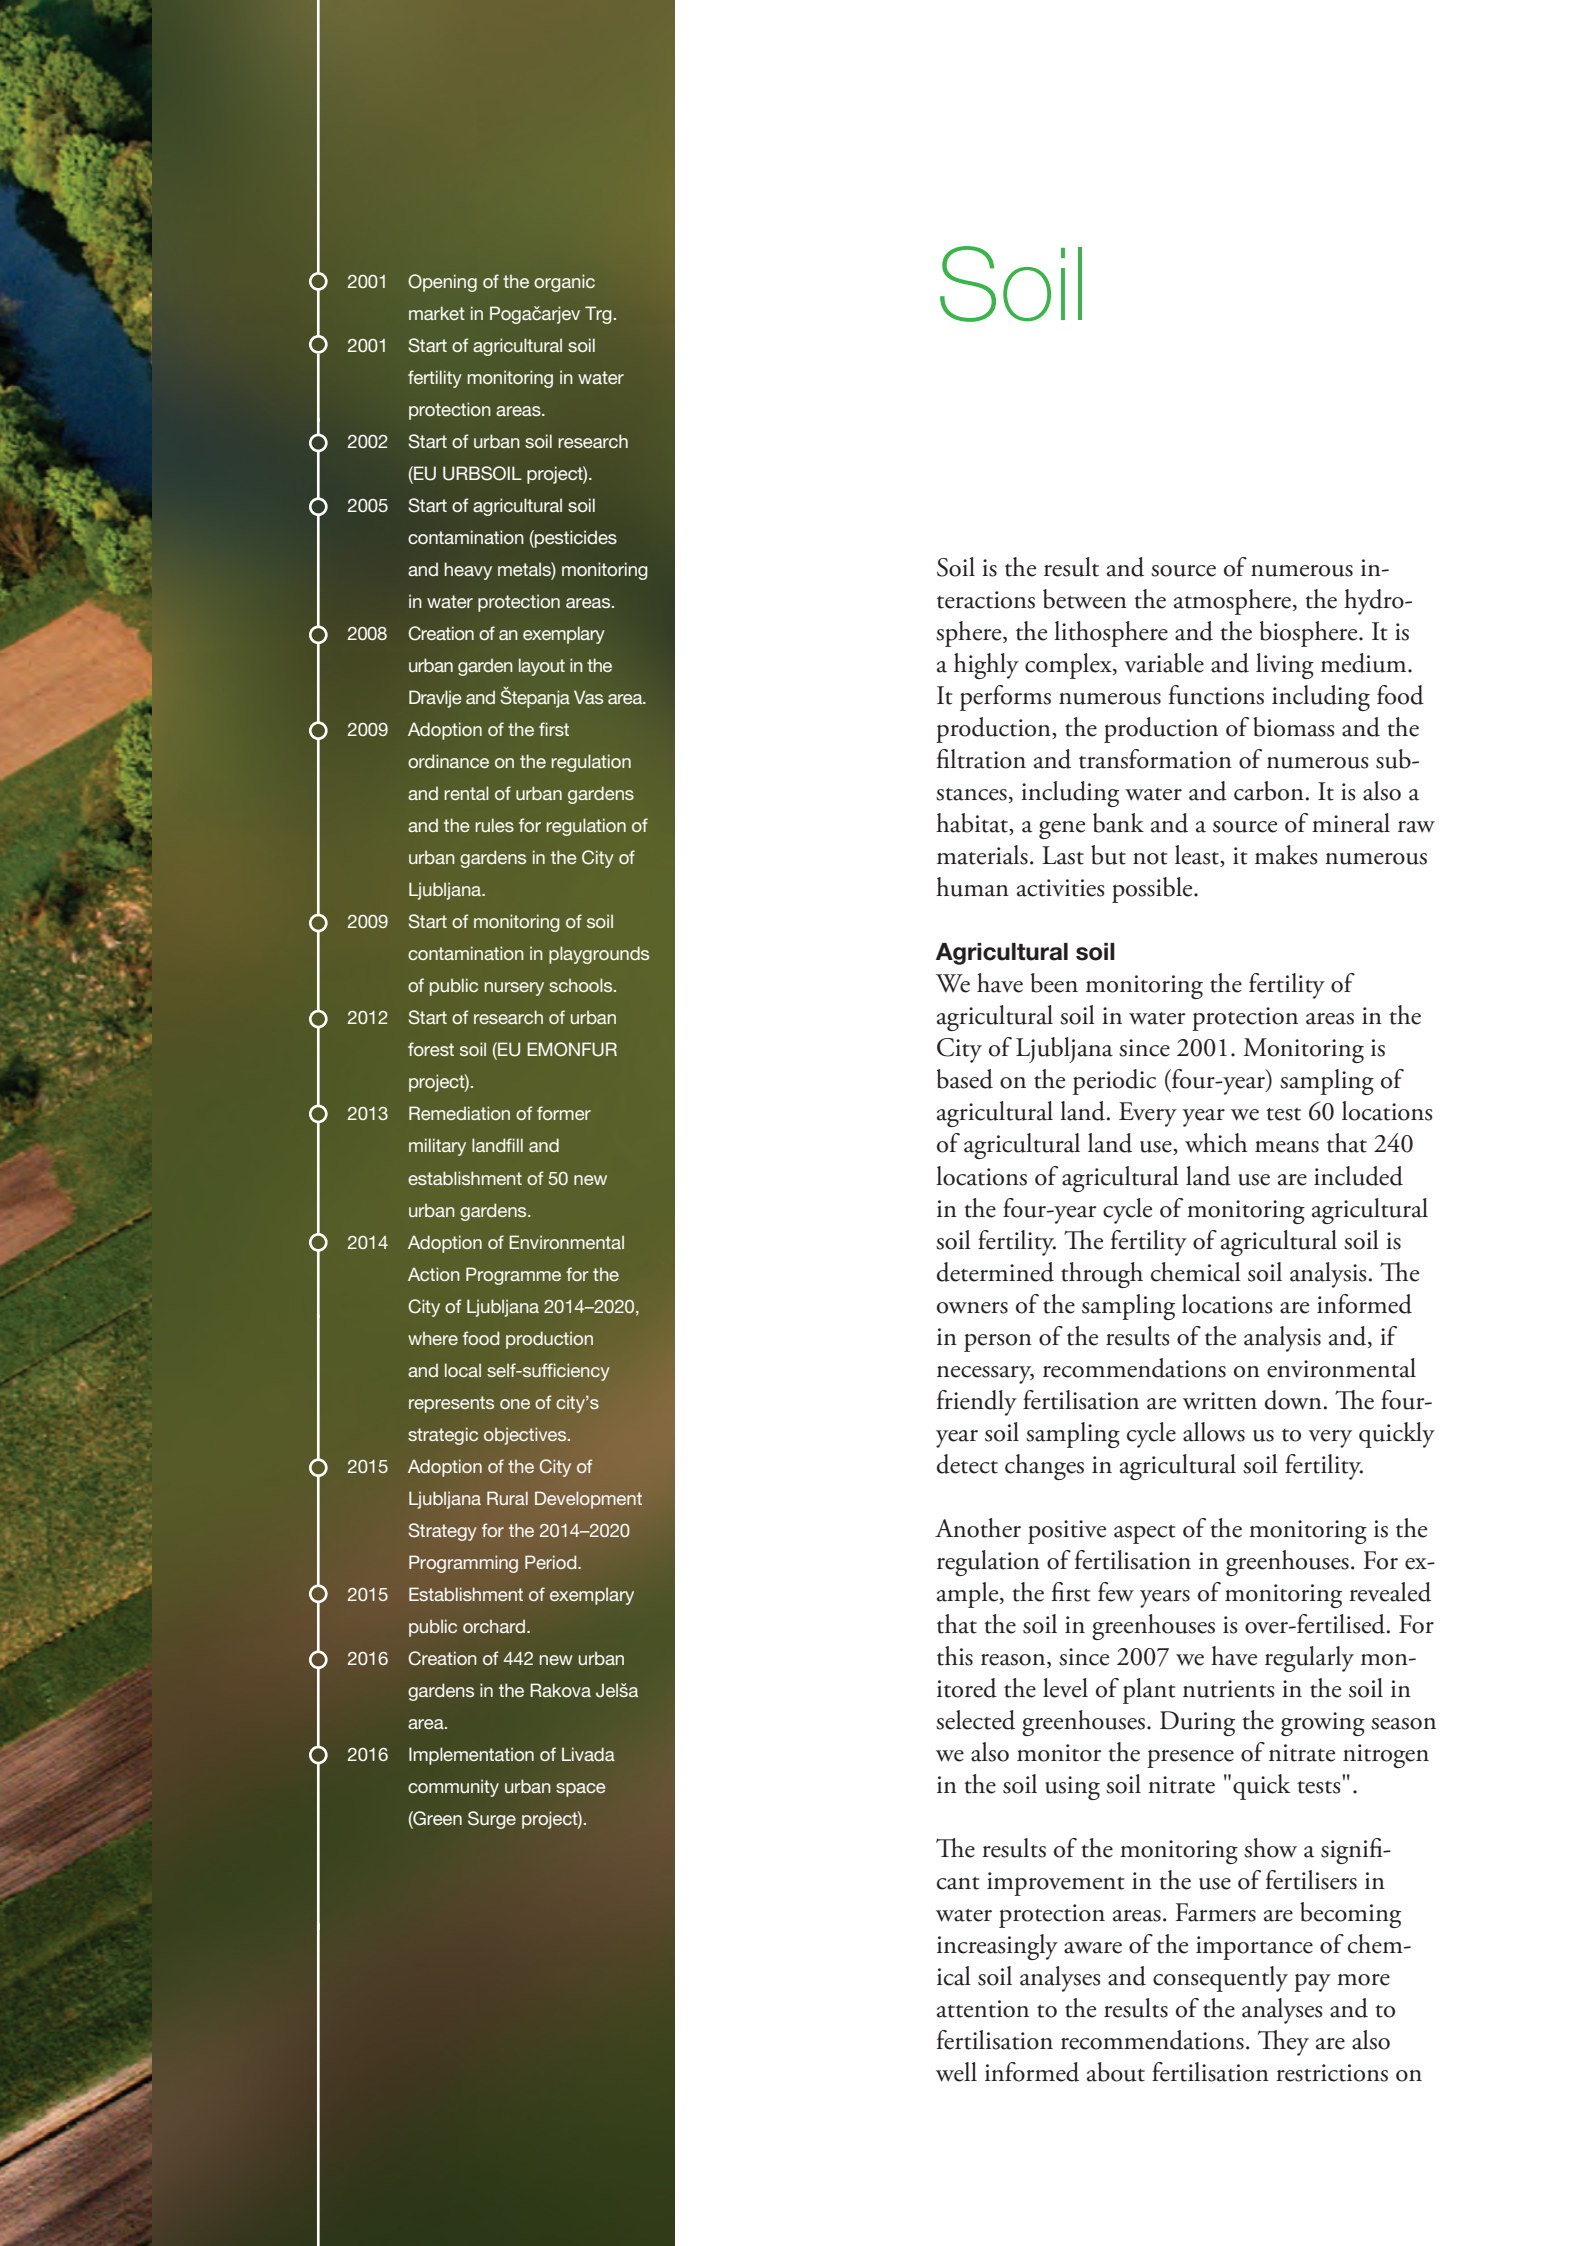 2001 Opening of the organic
market in Pogačarjev Trg.
2001 Start of agricultural soil
fertility monitoring in water
protection areas.
2002 Start of urban soil research
(EU URBSOIL project).
2005 Start of agricultural soil
contamination (pesticides
and heavy metals) monitoring
in water protection areas.
2008 Creation of an exemplary
urban garden layout in the
Dravlje and Štepanja Vas area.
2009 Adoption of the first
ordinance on the regulation
and rental of urban gardens
and the rules for regulation of
urban gardens in the City of
Ljubljana.
2009 Start of monitoring of soil
contamination in playgrounds
of public nursery schools.
2012 Start of research of urban
forest soil (EU EMONFUR
project).
2013 Remediation of former
military landfill and
establishment of 50 new
urban gardens.
2014 Adoption of Environmental
Action Programme for the
City of Ljubljana 2014–2020,
where food production
and local self-sufficiency
represents one of city's
strategic objectives.
2015 Adoption of the City of
Ljubljana Rural Development
Strategy for the 2014–2020
Programming Period.
2015 Establishment of exemplary
public orchard.
2016 Creation of 442 new urban
gardens in the Rakova Jelša
area.
2016 Implementation of Livada
community urban space
(Green Surge project).
Soil
Soil is the result and source of numerous in-
teractions between the atmosphere, the hydro-
sphere, the lithosphere and the biosphere. It is
a highly complex, variable and living medium.
It performs numerous functions including food
production, the production of biomass and the
filtration and transformation of numerous sub-
stances, including water and carbon. It is also a
habitat, a gene bank and a source of mineral raw
materials. Last but not least, it makes numerous
human activities possible.
Agricultural soil
We have been monitoring the fertility of
agricultural soil in water protection areas in the
City of Ljubljana since 2001. Monitoring is
based on the periodic (four-year) sampling of
agricultural land. Every year we test 60 locations
of agricultural land use, which means that 240
locations of agricultural land use are included
in the four-year cycle of monitoring agricultural
soil fertility. The fertility of agricultural soil is
determined through chemical soil analysis. The
owners of the sampling locations are informed
in person of the results of the analysis and, if
necessary, recommendations on environmental
friendly fertilisation are written down. The four-
year soil sampling cycle allows us to very quickly
detect changes in agricultural soil fertility.
Another positive aspect of the monitoring is the
regulation of fertilisation in greenhouses. For ex-
ample, the first few years of monitoring revealed
that the soil in greenhouses is over-fertilised. For
this reason, since 2007 we have regularly mon-
itored the level of plant nutrients in the soil in
selected greenhouses. During the growing season
we also monitor the presence of nitrate nitrogen
in the soil using soil nitrate "quick tests".
The results of the monitoring show a signifi-
cant improvement in the use of fertilisers in
water protection areas. Farmers are becoming
increasingly aware of the importance of chem-
ical soil analyses and consequently pay more
attention to the results of the analyses and to
fertilisation recommendations. They are also
well informed about fertilisation restrictions on